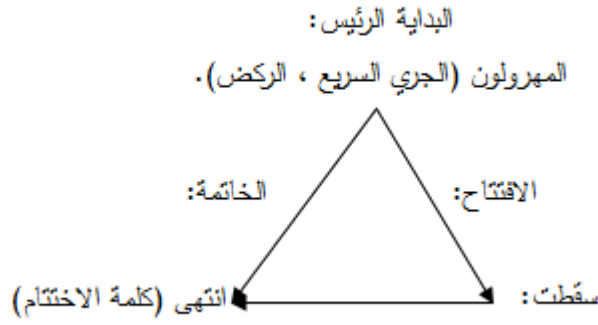 البداية الرئيس:
المهرولون (الجري السريع ، الركض).
الافتتاح:
الخاتمة:
سقطت:
انتهى (كلمة الاختتام)